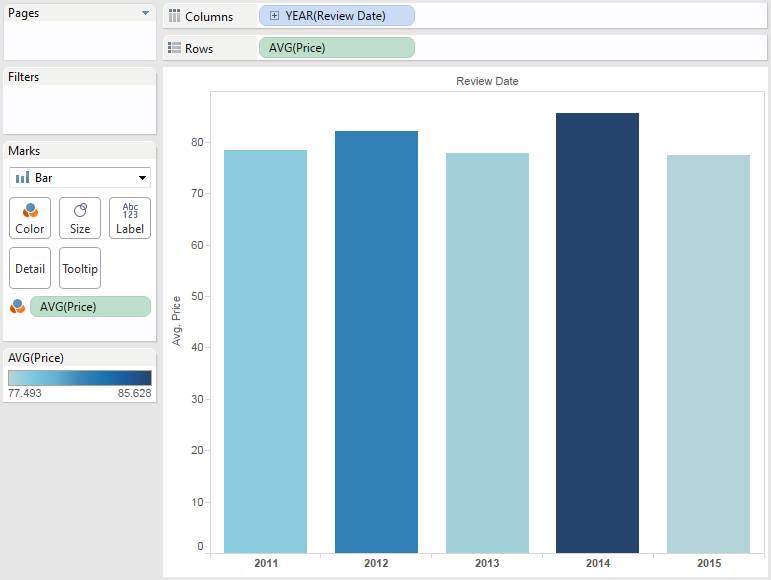 Pages
Columns
YEAR(Review Date)
Rows
AVG(Price)
Filters
Marks
Bar
Color
Size
Abc
123
Label
Detail
Tooltip
AVG(Price)
AVG(Price)
77.493 85.628
Review Date
Avg. Price
80
70
60
50
40
30
20
10
0
2011 2012 2013 2014 2015